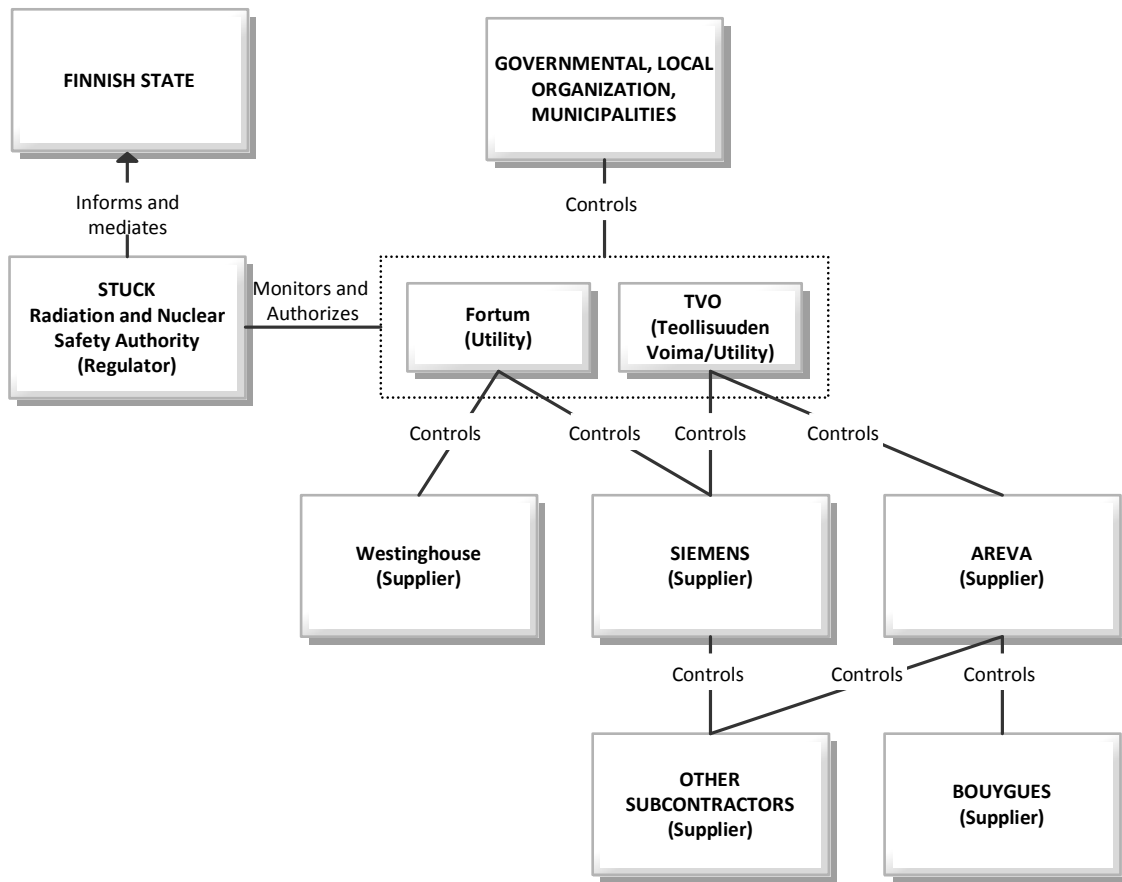 FINNISH STATE
GOVERNMENTAL, LOCAL
ORGANIZATION,
MUNICIPALITIES
Informs and
mediates
Controls
STUCK
Radiation and Nuclear
Safety Authority
(Regulator)
Monitors and
Authorizes
Fortum
(Utility)
TVO
(Teollisuuden
Voima/Utility)
Controls
Controls
Controls
Controls
Westinghouse
(Supplier)
SIEMENS
(Supplier)
AREVA
(Supplier)
Controls
Controls
Controls
OTHER
SUBCONTRACTORS
(Supplier)
BOUYGUES
(Supplier)